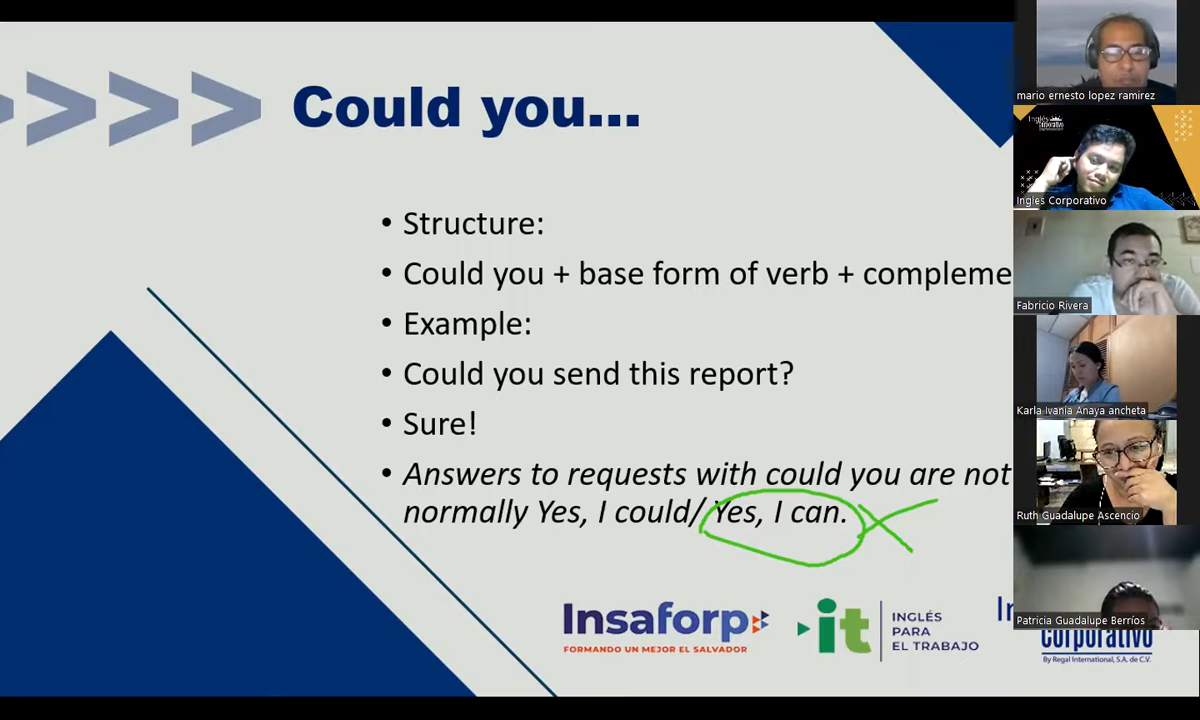 Could you...
• Structure:
• Could you + base form of verb + compleme
• Example:
• Could you send this report?
• Sure!
• Answers to requests with could you are not
normally Yes, I could/ Yes, I can.
Insaforp
FORMANDO UN MEJOR EL SALVADOR
it
INGLÉS
PARA
EL TRABAJO
corporativo
By Regal International, S.A. de C.V.
mario ernesto lopez ramirez
Inglés
corporativo
Ingles Corporativo
Fabricio Rivera
Karla Ivania Anaya ancheta
Ruth Guadalupe Ascencio
Patricia Guadalupe Berríos